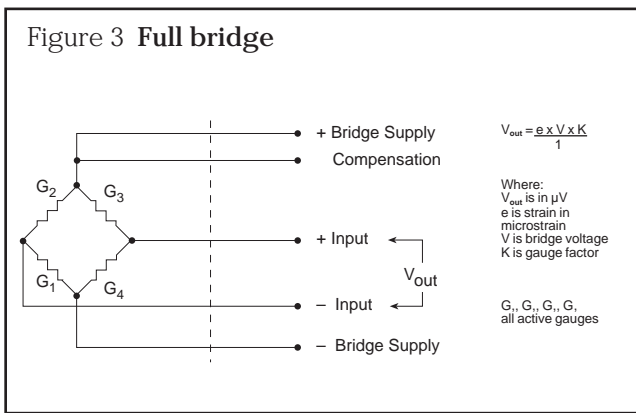 Figure 3 Full bridge
G2
G3
G1
G4
+ Bridge Supply
Compensation
+ Input
Vout
– Input
– Bridge Supply
Vout = e x V x K
1
Where:
Vout is in µV
e is strain in
microstrain
V is bridge voltage
K is gauge factor
G,, G,, G,, G,
all active gauges